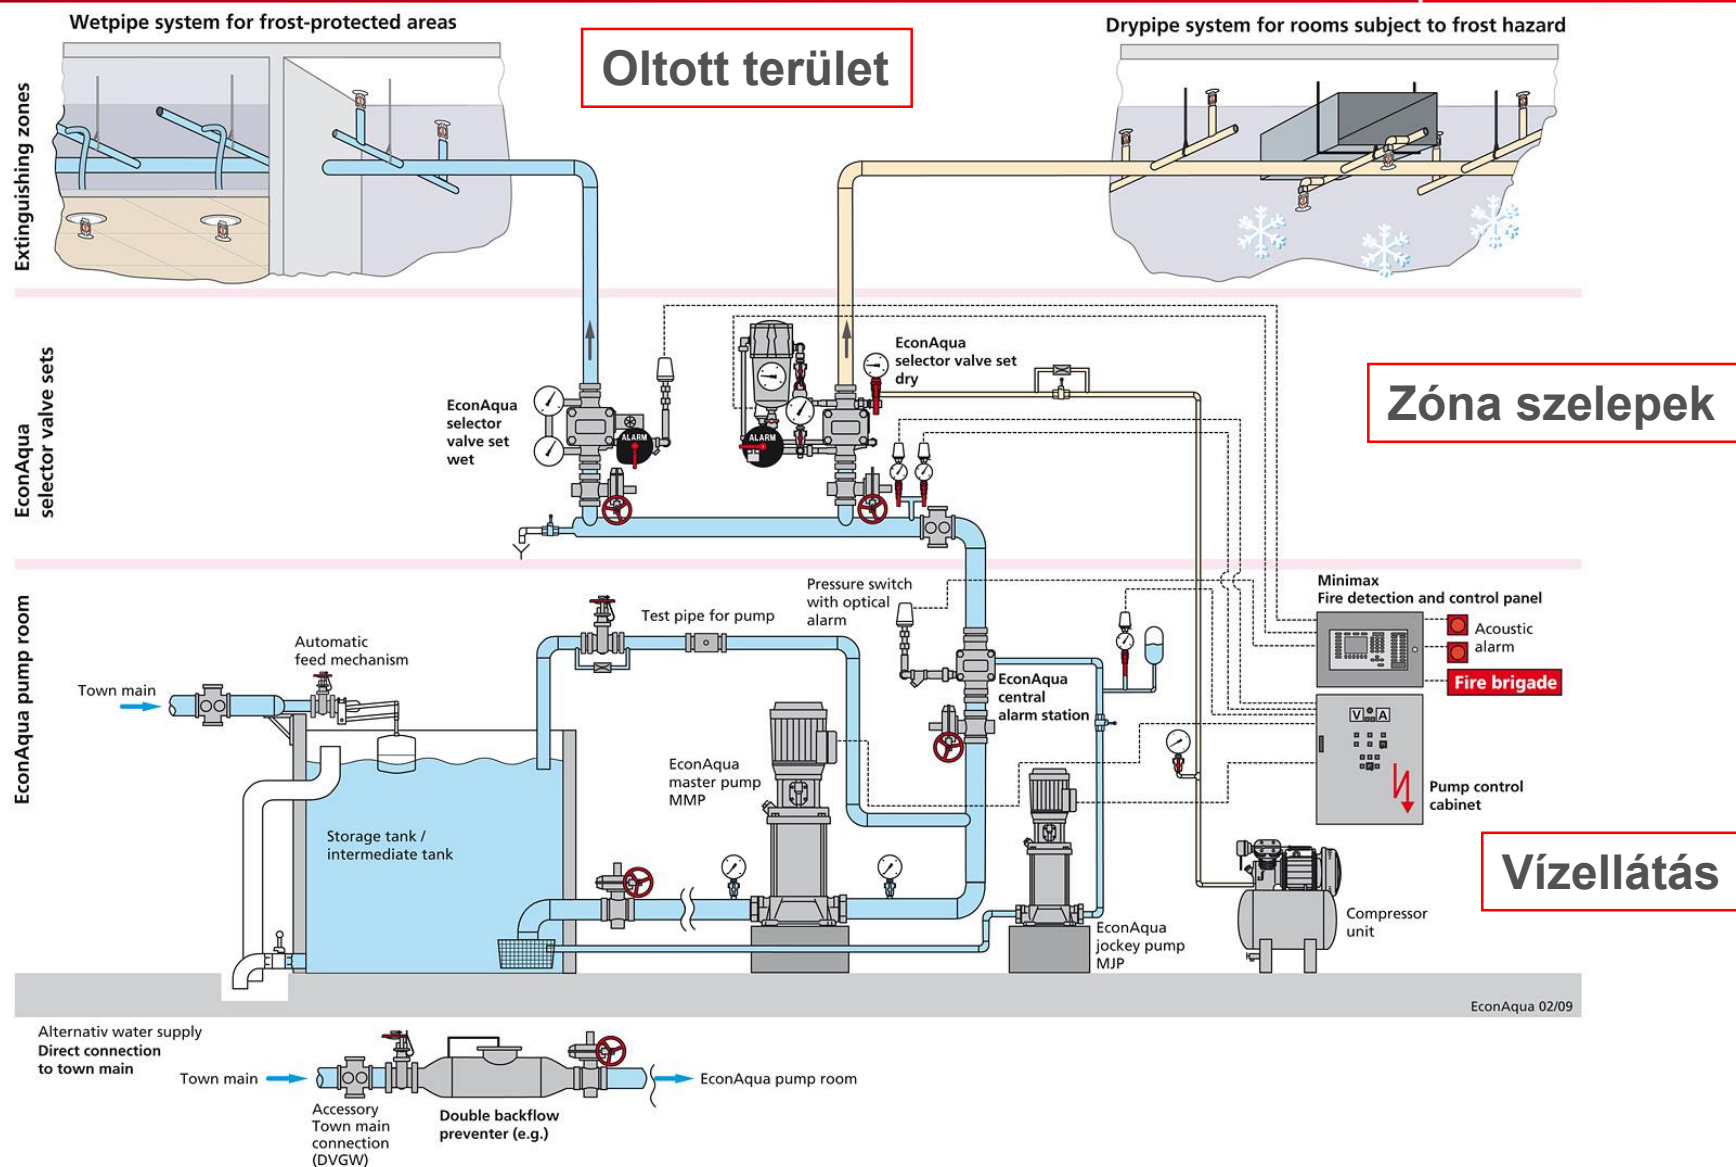 Wetpipe system for frost-protected areas
Oltott terület
Drypipe system for rooms subject to frost hazard
Extinguishing zones
EconAqua
selector valve sets
EconAqua
selector
valve set
wet
ALARM
ALARM
EconAqua
selector valve set
dry
Zóna szelepek
EconAqua pump room
Town main
Automatic
feed mechanism
Test pipe for pump
Pressure switch
with optical
alarm
EconAqua
central
alarm station
Minimax
Fire detection and control panel
Acoustic
alarm
Fire brigade
V A
Pump control
cabinet
EconAqua
master pump
MMP
Storage tank /
intermediate tank
Vízellátás
EconAqua
jockey pump
MJP
Compressor
unit
EconAqua 02/09
Alternativ water supply
Direct connection
to town main
Town main
EconAqua pump room
Accessory
Town main
connection
(DVGW)
Double backflow
preventer (e.g.)